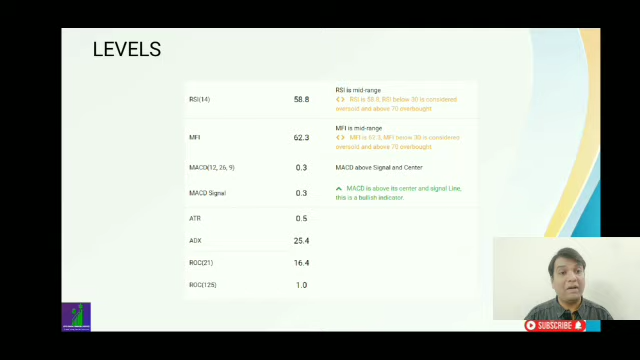 LEVELS
RSI(14) 58.8 RSI is mid-range
RSI is 58.8, RSI below 30 is considered
oversold and above 70 overbought
MFI 62.3 MFI is mid-range
MFI is 62.3, MFI below 30 is considered
oversold and above 70 overbought
MACD(12, 26, 9) 0.3 MACD above Signal and Center
MACD Signal 0.3 MACD is above its center and signal Line,
this is a bullish indicator.
ATR 0.5
ADX 25.4
ROC(21) 16.4
ROC(125) 1.0
SUBSCRIBE